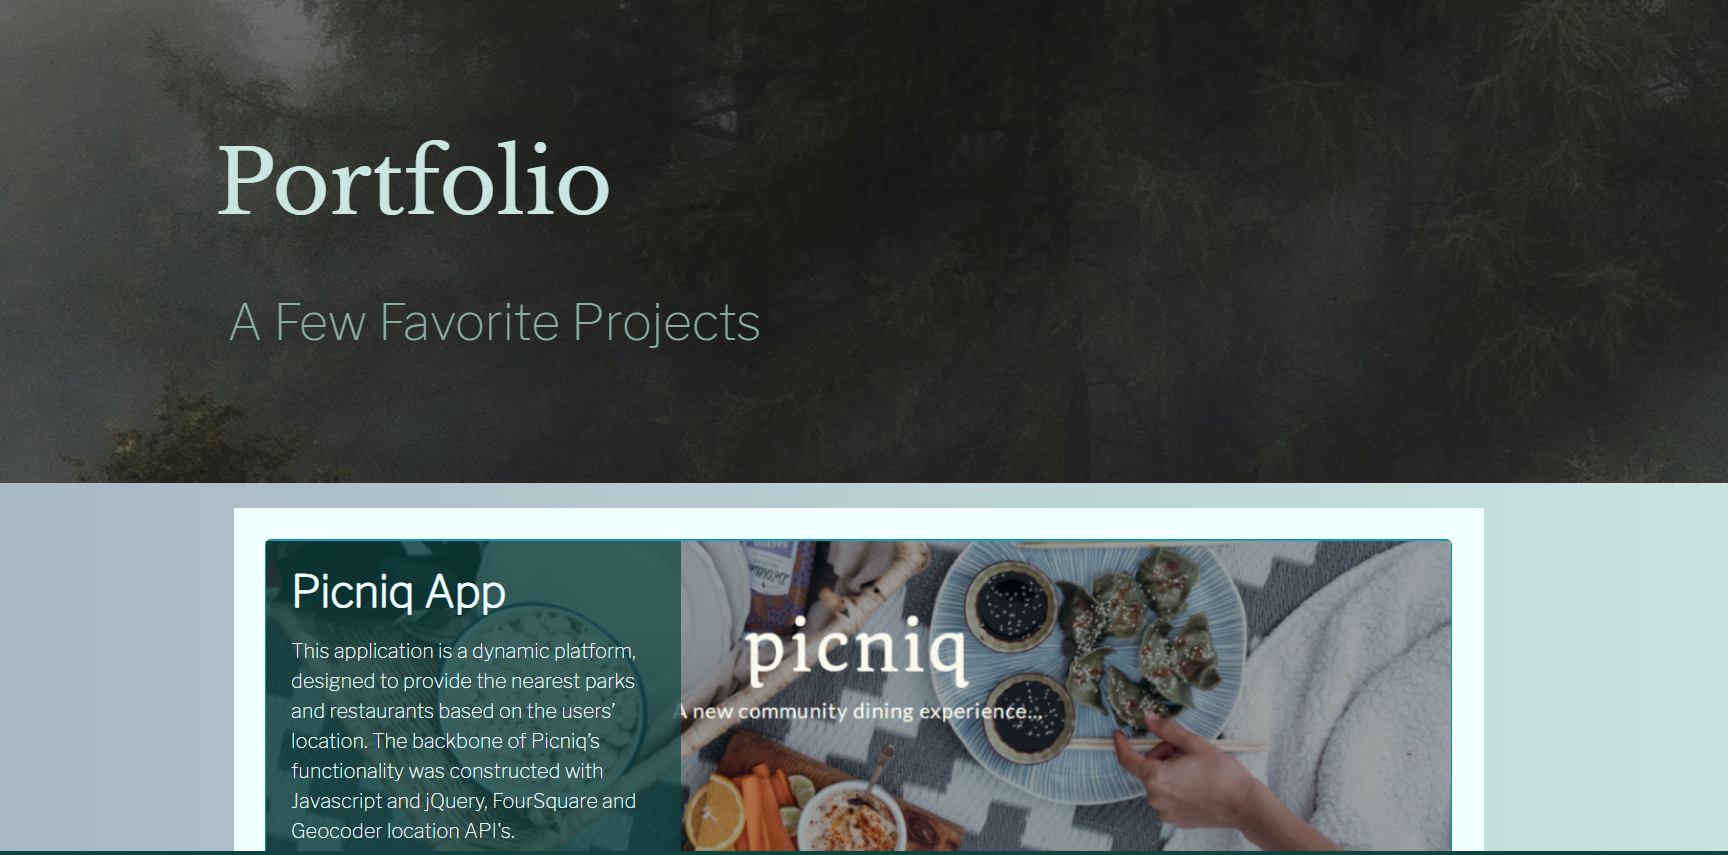 Portfolio
A Few Favorite Projects
Picniq App
This application is a dynamic platform,
designed to provide the nearest parks
and restaurants based on the users’
location. The backbone of Picniq’s
functionality was constructed with
Javascript and jQuery, FourSquare and
Geocoder location API's.
picniq
A new community dining experience...